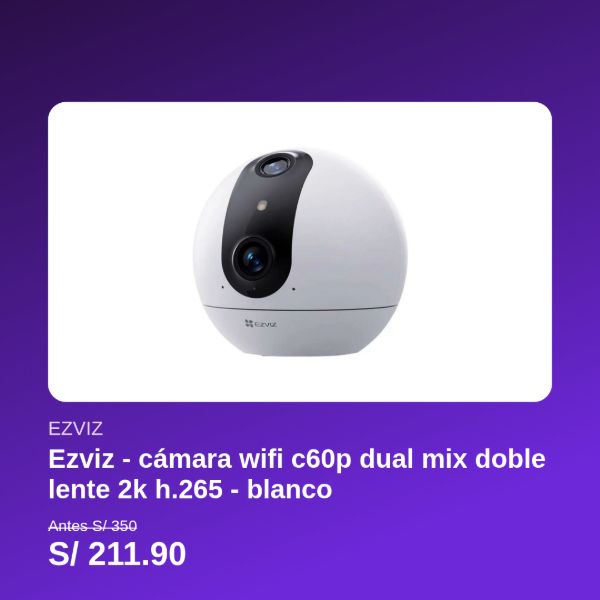 EZVIZ
EZVIZ
Ezviz - cámara wifi c60p dual mix doble
lente 2k h.265 - blanco
Antes S/ 350
S/ 211.90